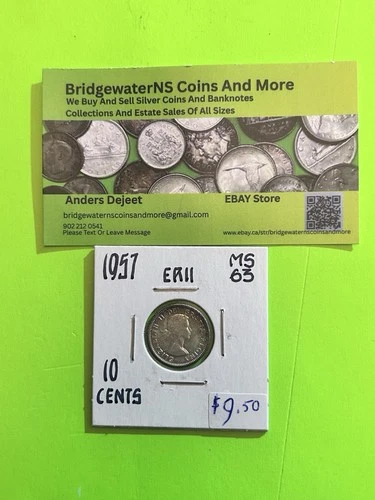 BridgewaterNS Coins And More
We Buy And Sell Silver Coins And Banknotes
Collections And Estate Sales Of All Sizes
Anders Dejeet EBAY Store
bridgewaternscoinsandmore@gmail.com
902 212 0541
Please Text Or Leave Message www.ebay.ca/str/bridgewaternscoinsandmore
1957 ERII MS
63
10
CENTS
$9.50